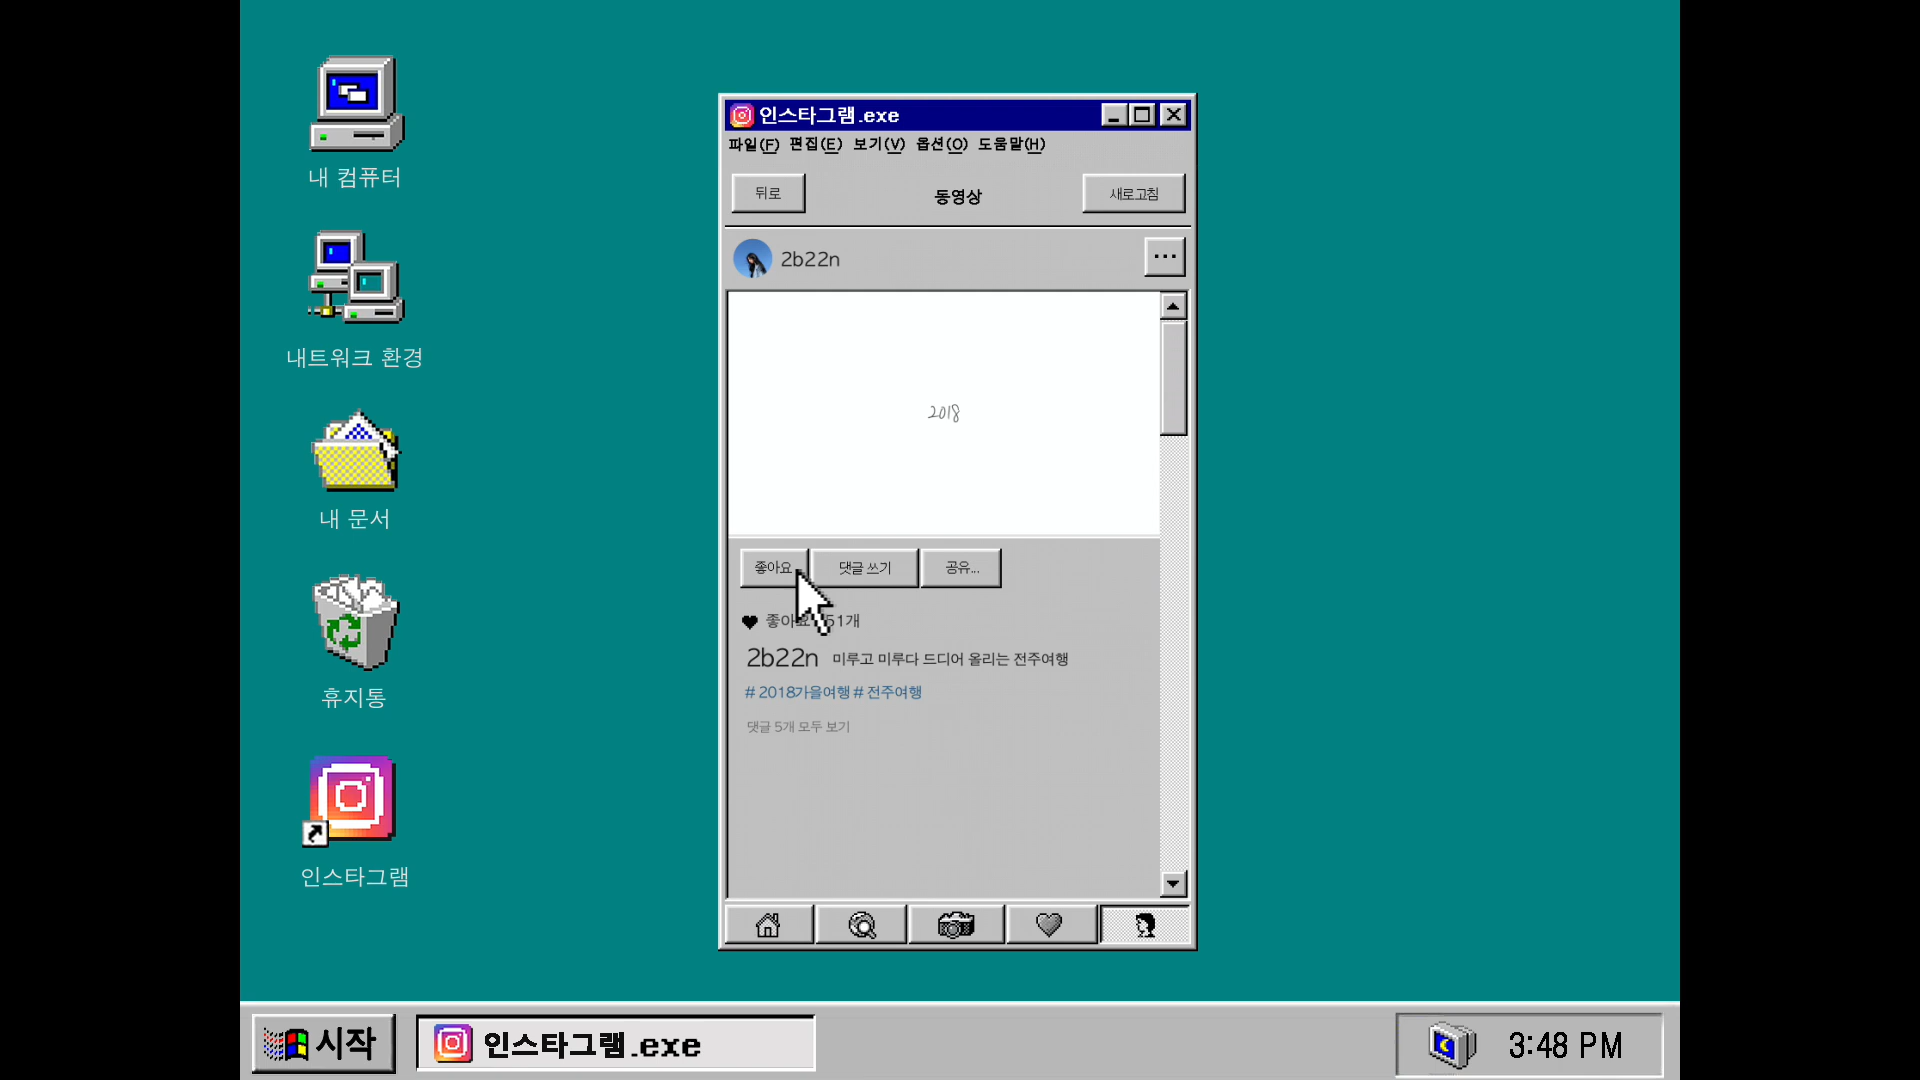 내 컴퓨터
내트워크 환경
내 문서
휴지통
인스타그램
인스타그램.exe
파일(F) 편집(E) 보기(V) 옵션(O) 도움말(H)
뒤로
동영상
새로고침
2b22n
...
2018
좋아요
댓글 쓰기
공유...
좋아요 51개
2b22n 미루고 미루다 드디어 올리는 전주여행
# 2018가을여행 # 전주여행
댓글 5개 모두 보기
시작
인스타그램.exe
3:48 PM